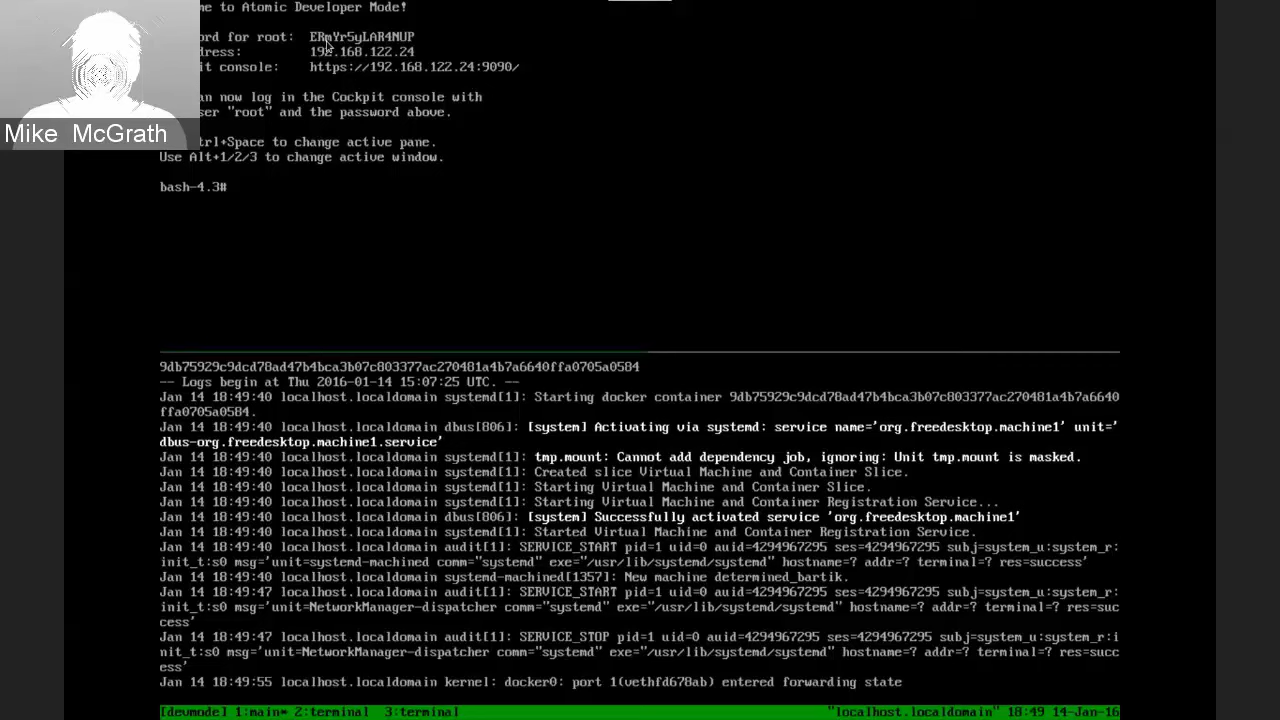 me to Atomic Developer Mode!
ord for root: ERmYr5yLAR4NUP
dress: 192.168.122.24
it console: https://192.168.122.24:9090/
an now log in the Cockpit console with
ser "root" and the password above.
Mike McGrath
trl+Space to change active pane.
Use Alt+1/2/3 to change active window.
bash-4.3#
9db75929c9dcd78ad47b4bca3b07c803377ac270481a4b7a6640ffa0705a0584
-- Logs begin at Thu 2016-01-14 15:07:25 UTC. --
Jan 14 18:49:40 localhost.localdomain systemd[1]: Starting docker container 9db75929c9dcd78ad47b4bca3b07c803377ac270481a4b7a6640
ffa0705a0584.
Jan 14 18:49:40 localhost.localdomain dbus[806]: [system] Activating via systemd: service name='org.freedesktop.machine1' unit='
dbus-org.freedesktop.machine1.service'
Jan 14 18:49:40 localhost.localdomain systemd[1]: tmp.mount: Cannot add dependency job, ignoring: Unit tmp.mount is masked.
Jan 14 18:49:40 localhost.localdomain systemd[1]: Created slice Virtual Machine and Container Slice.
Jan 14 18:49:40 localhost.localdomain systemd[1]: Starting Virtual Machine and Container Slice.
Jan 14 18:49:40 localhost.localdomain systemd[1]: Starting Virtual Machine and Container Registration Service...
Jan 14 18:49:40 localhost.localdomain dbus[806]: [system] Successfully activated service 'org.freedesktop.machine1'
Jan 14 18:49:40 localhost.localdomain systemd[1]: Started Virtual Machine and Container Registration Service.
Jan 14 18:49:40 localhost.localdomain audit[1]: SERVICE_START pid=1 uid=0 auid=4294967295 ses=4294967295 subj=system_u:system_r:
init_t:s0 msg='unit=systemd-machined comm="systemd" exe="/usr/lib/systemd/systemd" hostname=? addr=? terminal=? res=success'
Jan 14 18:49:40 localhost.localdomain systemd-machined[1357]: New machine determined_bartik.
Jan 14 18:49:47 localhost.localdomain audit[1]: SERVICE_START pid=1 uid=0 auid=4294967295 ses=4294967295 subj=system_u:system_r:
init_t:s0 msg='unit=NetworkManager-dispatcher comm="systemd" exe="/usr/lib/systemd/systemd" hostname=? addr=? terminal=? res=suc
cess'
Jan 14 18:49:47 localhost.localdomain audit[1]: SERVICE_STOP pid=1 uid=0 auid=4294967295 ses=4294967295 subj=system_u:system_r:i
nit_t:s0 msg='unit=NetworkManager-dispatcher comm="systemd" exe="/usr/lib/systemd/systemd" hostname=? addr=? terminal=? res=succ
ess'
Jan 14 18:49:55 localhost.localdomain kernel: docker0: port 1(vethfd678ab) entered forwarding state
[devmode] 1:main* 2:terminal 3:terminal "localhost.localdomain" 18:49 14-Jan-16